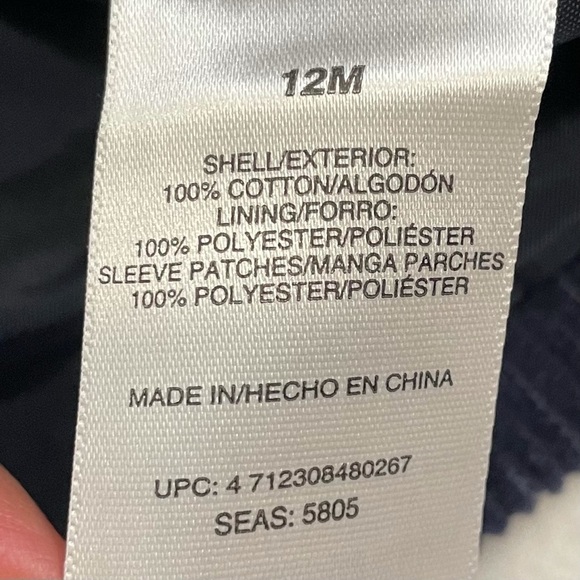 12M
SHELL/EXTERIOR:
100% COTTON/ALGODÓN
LINING/FORRO:
100% POLYESTER/POLIÉSTER
SLEEVE PATCHES/MANGA PARCHES
100% POLYESTER/POLIÉSTER
MADE IN/HECHO EN CHINA
UPC: 4 712308480267
SEAS: 5805